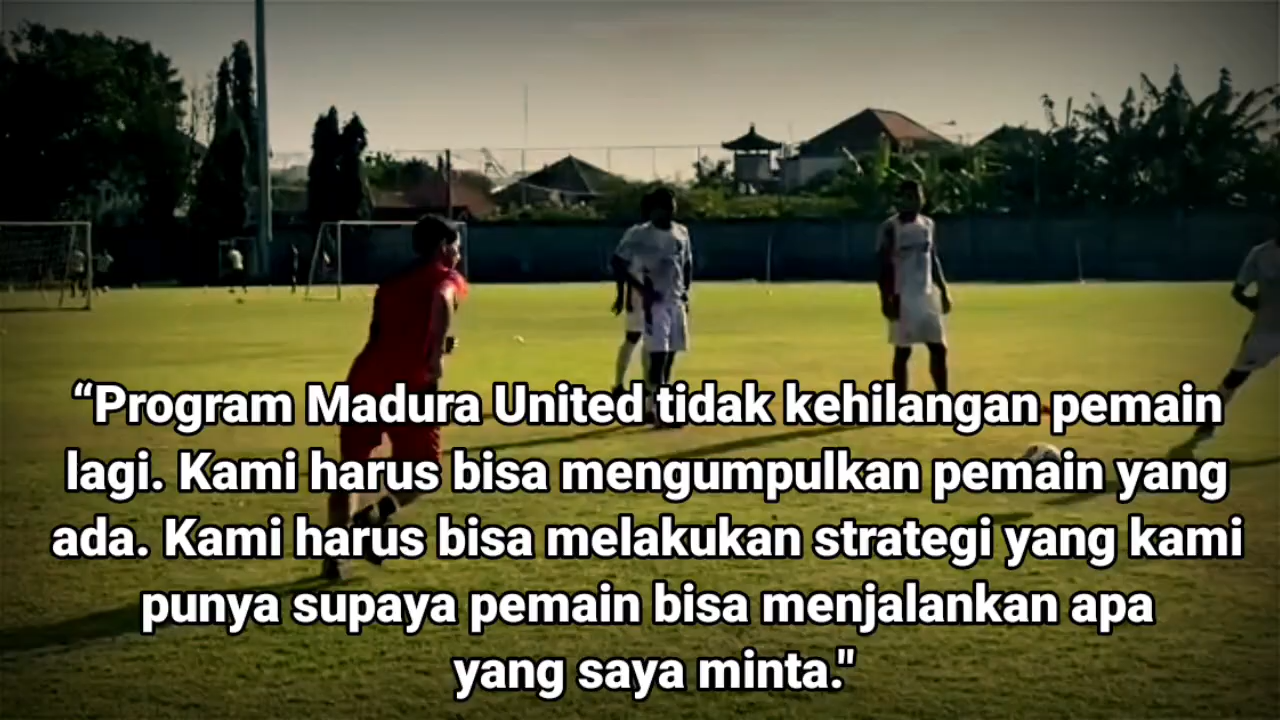 “Program Madura United tidak kehilangan pemain
lagi. Kami harus bisa mengumpulkan pemain yang
ada. Kami harus bisa melakukan strategi yang kami
punya supaya pemain bisa menjalankan apa
yang saya minta."